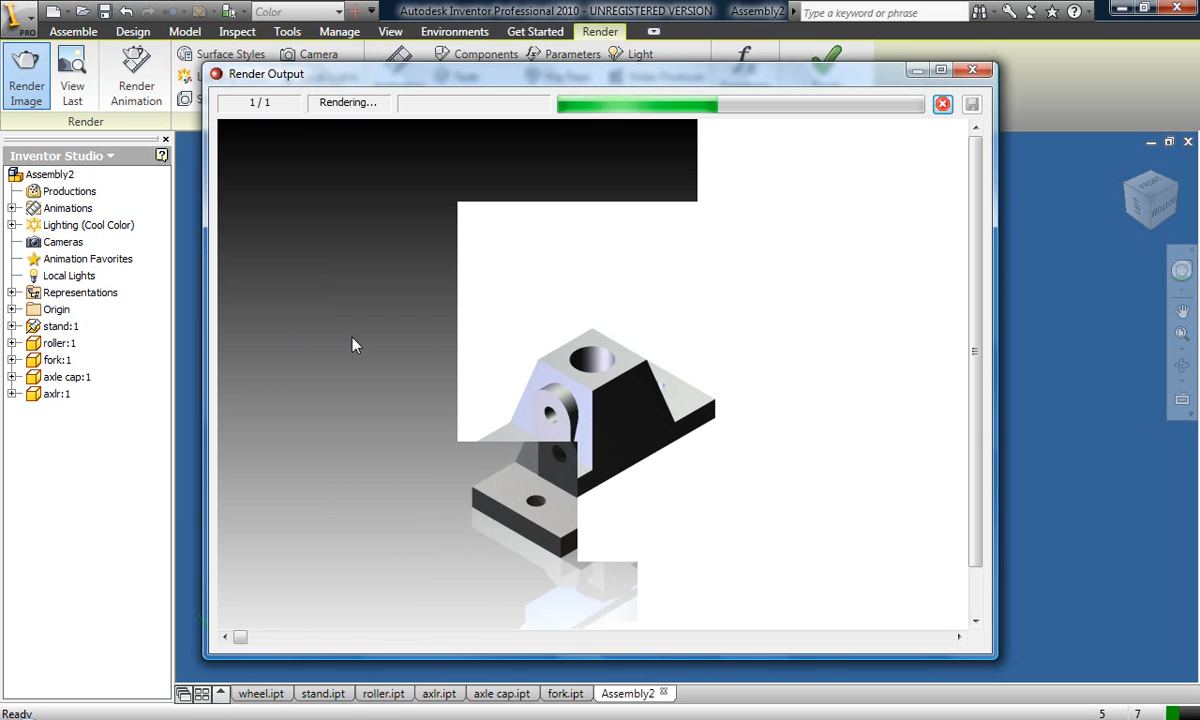 Color
Autodesk Inventor Professional 2010 - UNREGISTERED VERSION Assembly2
Type a keyword or phrase
PRO
Assemble Design Model Inspect Tools Manage View Environments Get Started Render
Render Image
View Last
Render Animation
Surface Styles
Camera
Components
Parameters
Light
Render
Render Output
1 / 1
Rendering...
Inventor Studio
Assembly2
Productions
Animations
Lighting (Cool Color)
Cameras
Animation Favorites
Local Lights
Representations
Origin
stand:1
roller:1
fork:1
axle cap:1
axlr:1
FRONT
LEFT
BOTTOM
wheel.ipt stand.ipt roller.ipt axlr.ipt axle cap.ipt fork.ipt Assembly2
Ready
5 7